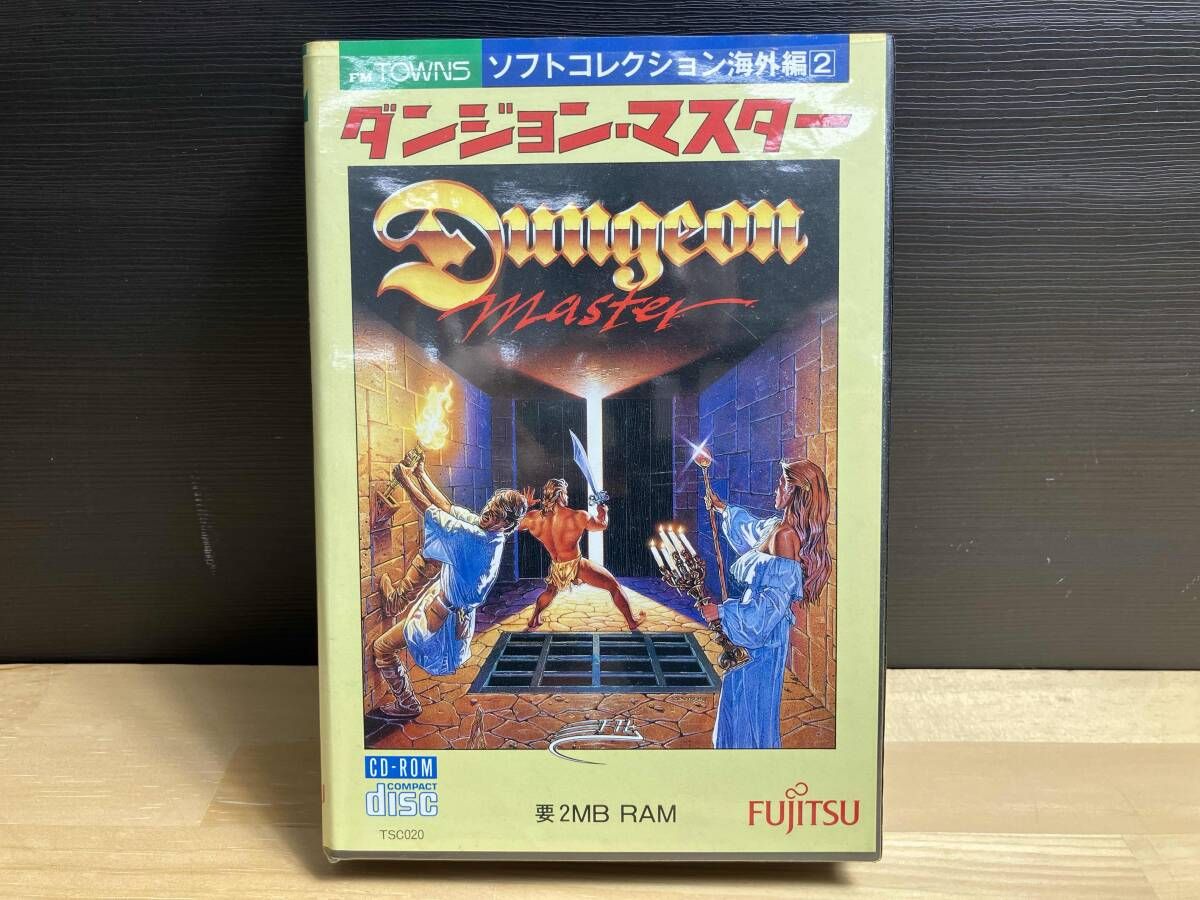 FM TOWNS ソフトコレクション海外編2
ダンジョン・マスター
Dungeon
Master
FTL
CD-ROM
COMPACT
disc
TSC020
要2MB RAM
FUJITSU